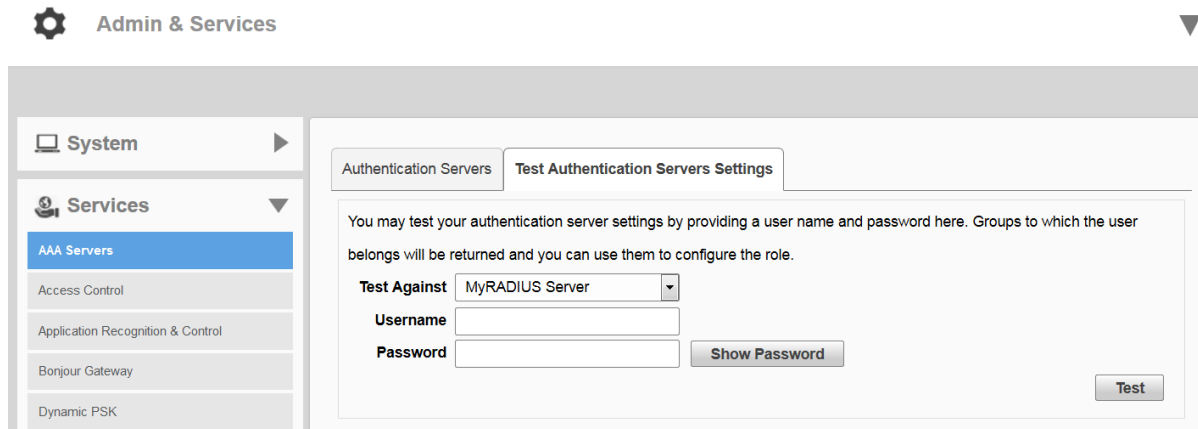 Admin & Services
System
Services
AAA Servers
Access Control
Application Recognition & Control
Bonjour Gateway
Dynamic PSK
Authentication Servers
Test Authentication Servers Settings
You may test your authentication server settings by providing a user name and password here. Groups to which the user
belongs will be returned and you can use them to configure the role.
Test Against MyRADIUS Server
Username
Password Show Password
Test